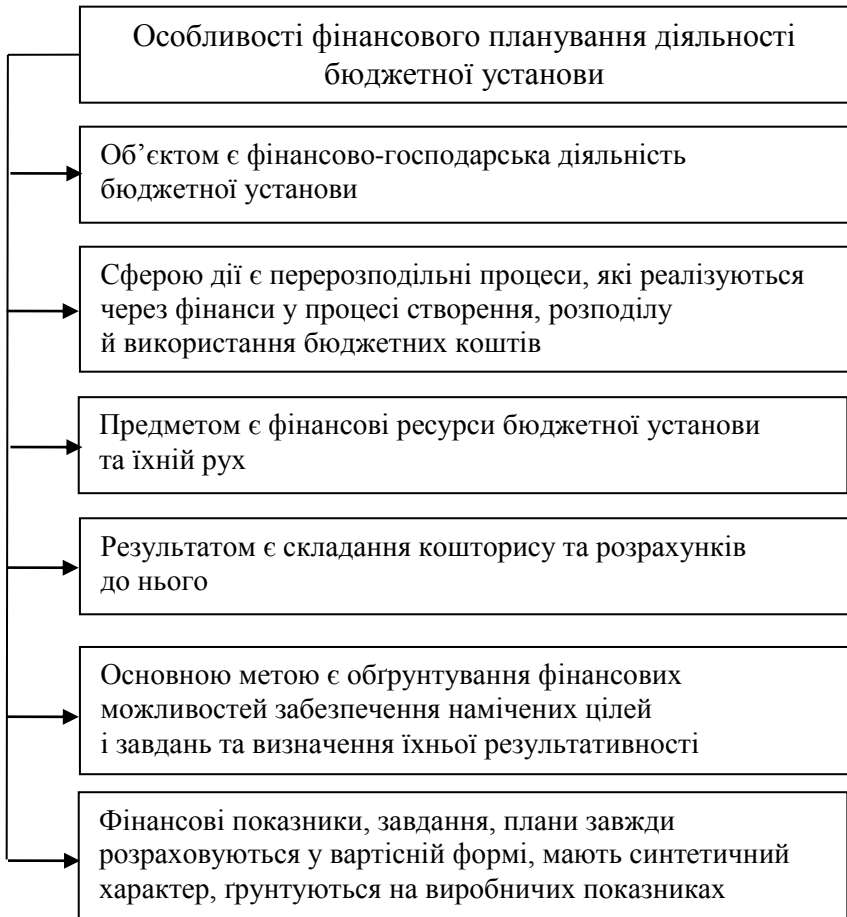 Особливості фінансового планування діяльності
бюджетної установи
Об’єктом є фінансово-господарська діяльність
бюджетної установи
Сферою дії є перерозподільні процеси, які реалізуються
через фінанси у процесі створення, розподілу
й використання бюджетних коштів
Предметом є фінансові ресурси бюджетної установи
та їхній рух
Результатом є складання кошторису та розрахунків
до нього
Основною метою є обґрунтування фінансових
можливостей забезпечення намічених цілей
і завдань та визначення їхньої результативності
Фінансові показники, завдання, плани завжди
розраховуються у вартісній формі, мають синтетичний
характер, ґрунтуються на виробничих показниках